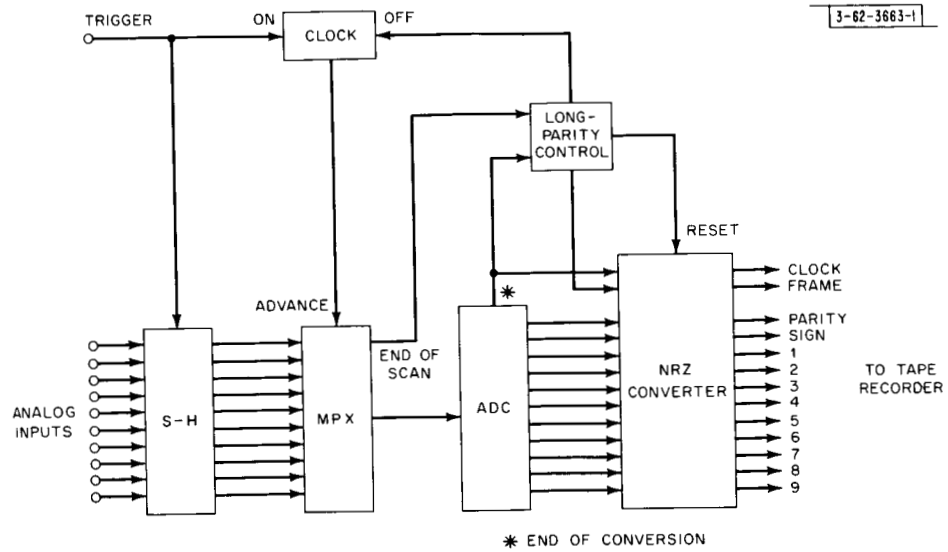 3-62-3663-1
TRIGGER
ON
OFF
CLOCK
LONG-
PARITY
CONTROL
RESET
ADVANCE
END OF
SCAN
*
ANALOG
INPUTS
S-H
MPX
ADC
NRZ
CONVERTER
CLOCK
FRAME
PARITY
SIGN
1
2
3
4
5
6
7
8
9
TO TAPE
RECORDER
* END OF CONVERSION